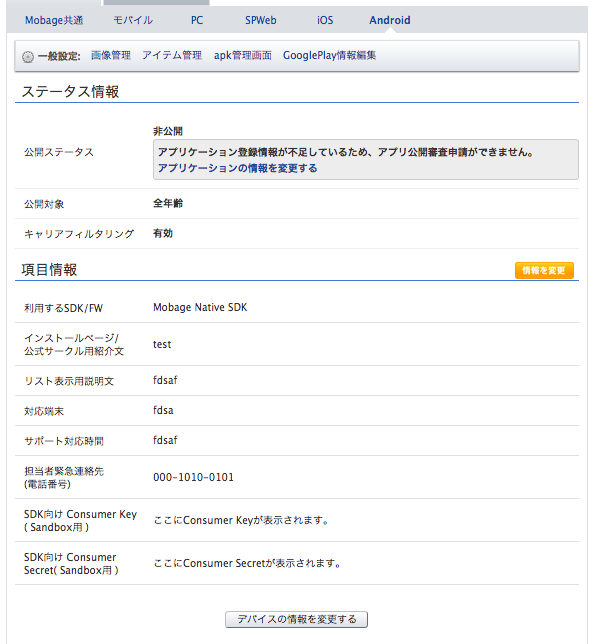 Mobage共通 モバイル PC SPWeb iOS Android
一般設定: 画像管理 アイテム管理 apk管理画面 GooglePlay情報編集
ステータス情報
公開ステータス
非公開
アプリケーション登録情報が不足しているため、アプリ公開審査申請ができません。
アプリケーションの情報を変更する
公開対象 全年齢
キャリアフィルタリング 有効
項目情報 情報を変更
利用するSDK/FW Mobage Native SDK
インストールページ/
公式サークル用紹介文
test
リスト表示用説明文 fdsaf
対応端末 fdsa
サポート対応時間 fdsaf
担当者緊急連絡先
(電話番号)
000-1010-0101
SDK向け Consumer Key
( Sandbox用 )
ここにConsumer Keyが表示されます。
SDK向け Consumer
Secret( Sandbox用 )
ここにConsumer Secretが表示されます。
デバイスの情報を変更する